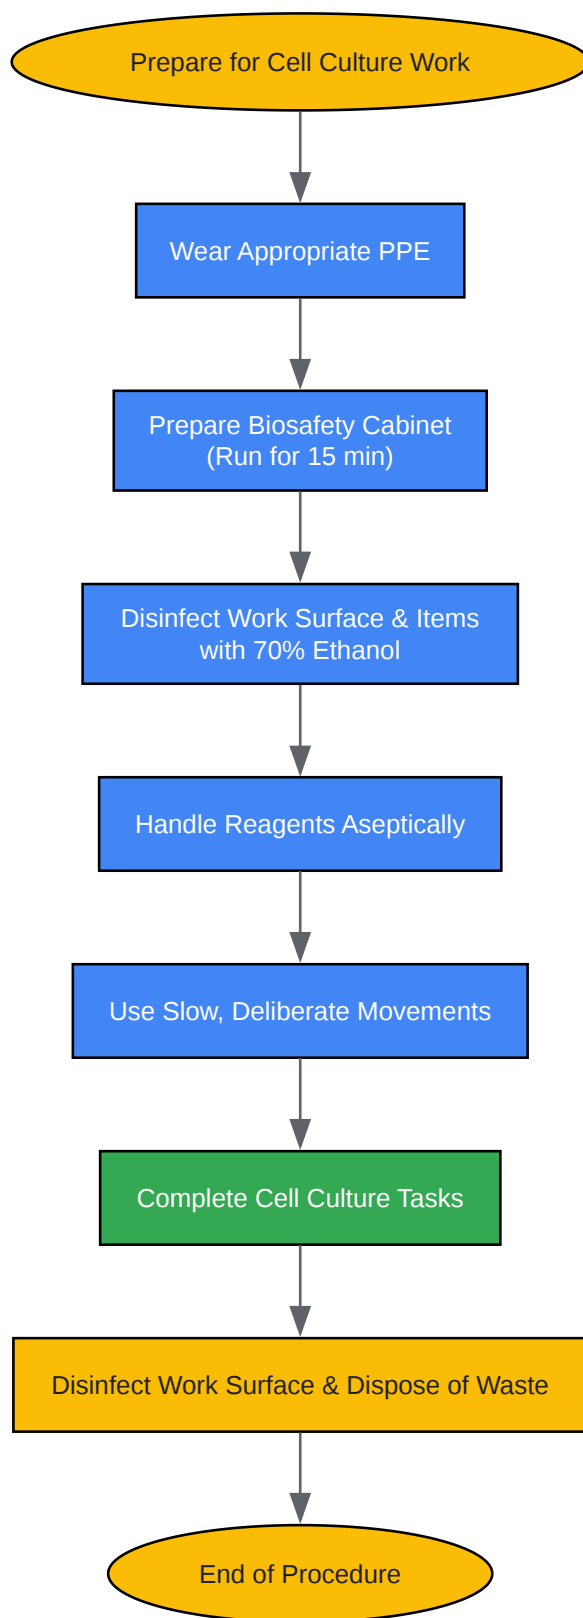 Prepare for Cell Culture Work
Wear Appropriate PPE
Prepare Biosafety Cabinet
(Run for 15 min)
Disinfect Work Surface & Items
with 70% Ethanol
Handle Reagents Aseptically
Use Slow, Deliberate Movements
Complete Cell Culture Tasks
Disinfect Work Surface & Dispose of Waste
End of Procedure